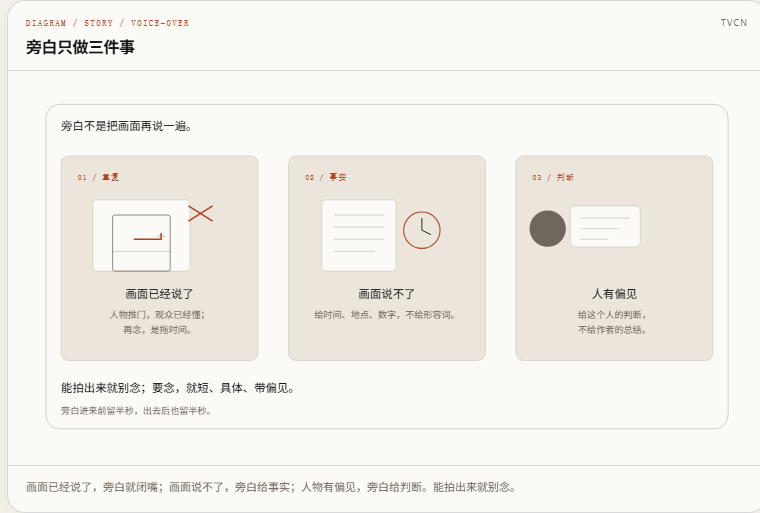 DIAGRAM / STORY / VOICE-OVER
TVCN
旁白只做三件事
旁白不是把画面再说一遍。
01 / 重复
画面已经说了
人物推门，观众已经懂；
再念，是拖时间。
02 / 事实
画面说不了
给时间、地点、数字，不给形容词。
03 / 判断
人有偏见
给这个人的判断，
不给作者的总结。
能拍出来就别念；要念，就短、具体、带偏见。
旁白进来前留半秒，出去后也留半秒。
画面已经说了，旁白就闭嘴；画面说不了，旁白给事实；人物有偏见，旁白给判断。能拍出来就别念。